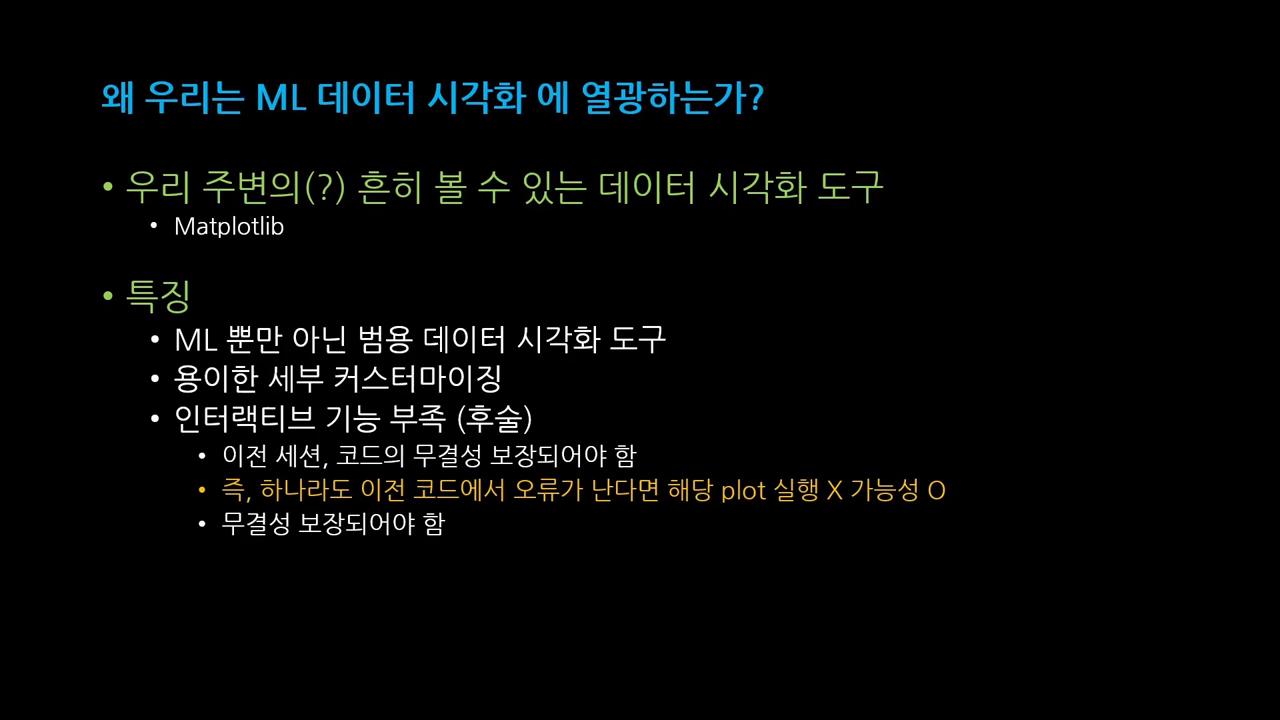 왜 우리는 ML 데이터 시각화 에 열광하는가?
• 우리 주변의(?) 흔히 볼 수 있는 데이터 시각화 도구
• Matplotlib
• 특징
• ML 뿐만 아닌 범용 데이터 시각화 도구
• 용이한 세부 커스터마이징
• 인터랙티브 기능 부족 (후술)
• 이전 세션, 코드의 무결성 보장되어야 함
• 즉, 하나라도 이전 코드에서 오류가 난다면 해당 plot 실행 X 가능성 O
• 무결성 보장되어야 함